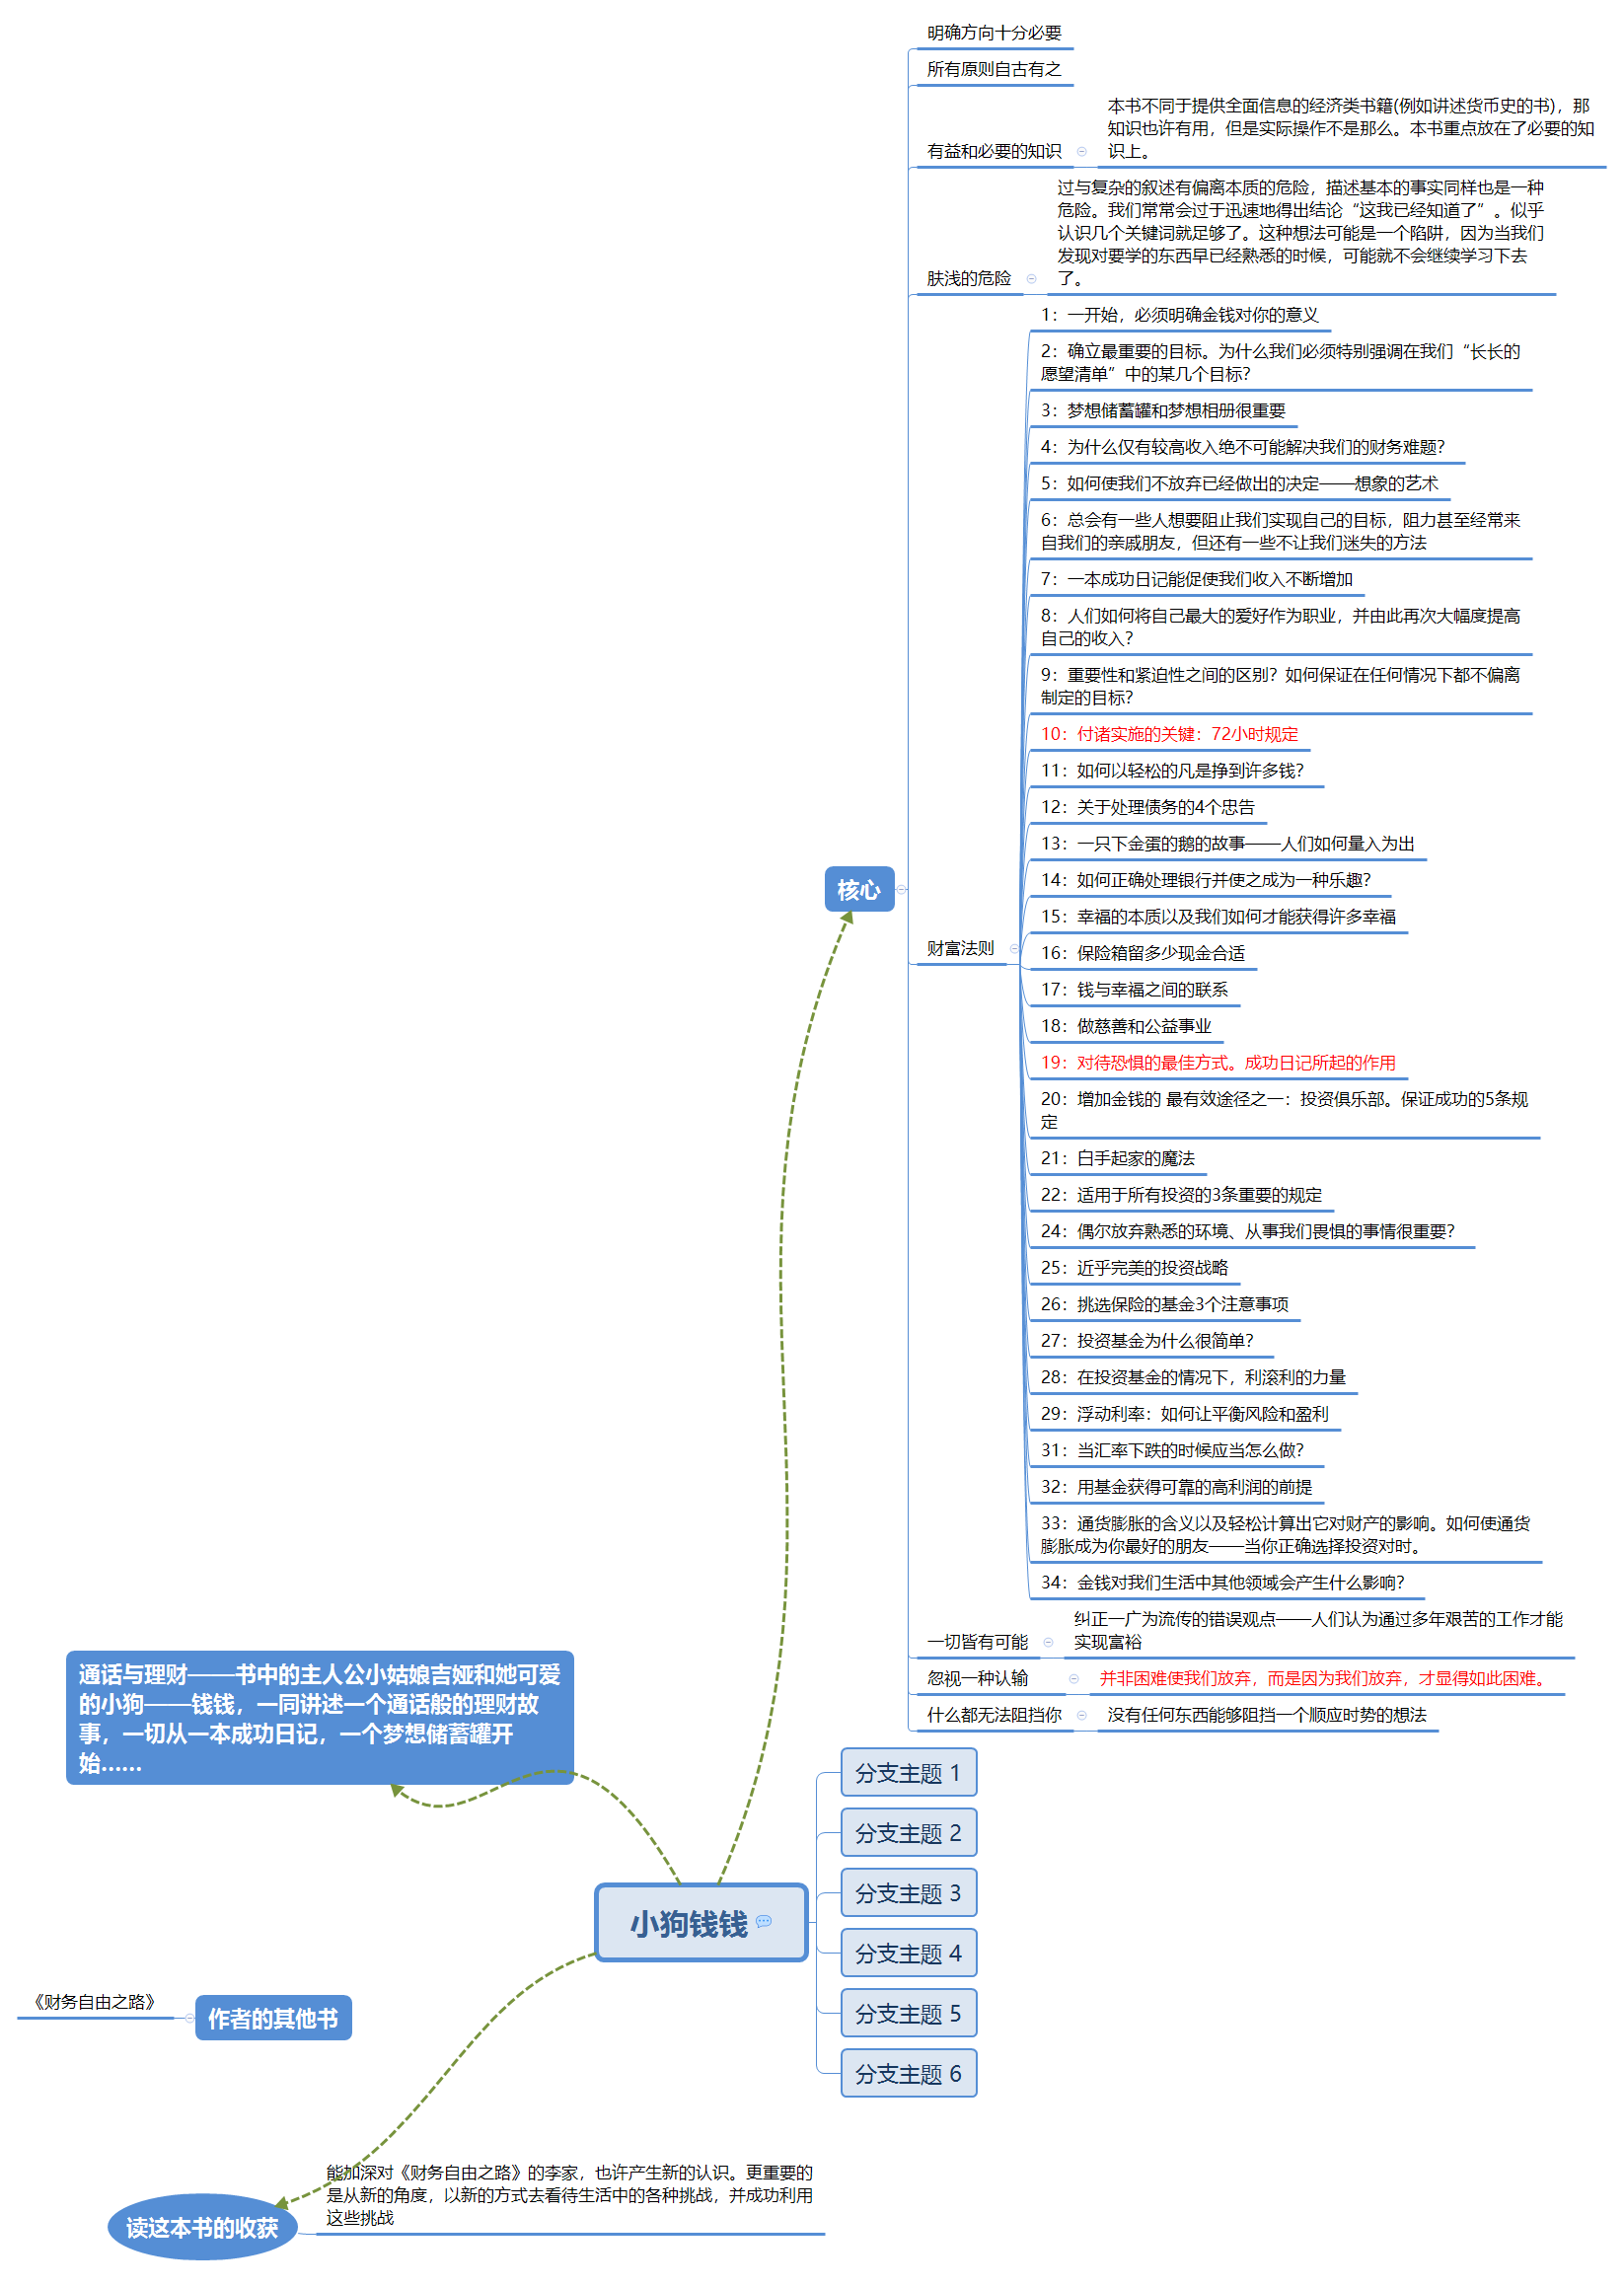 明确方向十分必要
所有原则自古有之
有益和必要的知识
本书不同于提供全面信息的经济类书籍(例如讲述货币史的书)，那
知识也许有用，但是实际操作不是那么。本书重点放在了必要的知
识上。
肤浅的危险
过与复杂的叙述有偏离本质的危险，描述基本的事实同样也是一种
危险。我们常常会过于迅速地得出结论“这我已经知道了”。似乎
认识几个关键词就足够了。这种想法可能是一个陷阱，因为当我们
发现对要学的东西早已经熟悉的时候，可能就不会继续学习下去
了。
核心
财富法则
1：一开始，必须明确金钱对你的意义
2：确立最重要的目标。为什么我们必须特别强调在我们“长长的
愿望清单”中的某几个目标？
3：梦想储蓄罐和梦想相册很重要
4：为什么仅有较高收入绝不可能解决我们的财务难题？
5：如何使我们不放弃已经做出的决定——想象的艺术
6：总会有一些人想要阻止我们实现自己的目标，阻力甚至经常来
自我们的亲戚朋友，但还有一些不让我们迷失的方法
7：一本成功日记能促使我们收入不断增加
8：人们如何将自己最大的爱好作为职业，并由此再次大幅度提高
自己的收入？
9：重要性和紧迫性之间的区别？如何保证在任何情况下都不偏离
制定的目标？
10：付诸实施的关键：72小时规定
11：如何以轻松的凡是挣到许多钱？
12：关于处理债务的4个忠告
13：一只下金蛋的鹅的故事——人们如何量入为出
14：如何正确处理银行并使之成为一种乐趣？
15：幸福的本质以及我们如何才能获得许多幸福
16：保险箱留多少现金合适
17：钱与幸福之间的联系
18：做慈善和公益事业
19：对待恐惧的最佳方式。成功日记所起的作用
20：增加金钱的 最有效途径之一：投资俱乐部。保证成功的5条规
定
21：白手起家的魔法
22：适用于所有投资的3条重要的规定
24：偶尔放弃熟悉的环境、从事我们畏惧的事情很重要？
25：近乎完美的投资战略
26：挑选保险的基金3个注意事项
27：投资基金为什么很简单？
28：在投资基金的情况下，利滚利的力量
29：浮动利率：如何让平衡风险和盈利
31：当汇率下跌的时候应当怎么做？
32：用基金获得可靠的高利润的前提
33：通货膨胀的含义以及轻松计算出它对财产的影响。如何使通货
膨胀成为你最好的朋友——当你正确选择投资对时。
34：金钱对我们生活中其他领域会产生什么影响？
一切皆有可能
纠正一广为流传的错误观点——人们认为通过多年艰苦的工作才能
实现富裕
忽视一种认输
并非困难使我们放弃，而是因为我们放弃，才显得如此困难。
什么都无法阻挡你
没有任何东西能够阻挡一个顺应时势的想法
通话与理财——书中的主人公小姑娘吉娅和她可爱
的小狗——钱钱，一同讲述一个通话般的理财故
事，一切从一本成功日记，一个梦想储蓄罐开
始……
小狗钱钱
分支主题 1
分支主题 2
分支主题 3
分支主题 4
分支主题 5
分支主题 6
《财务自由之路》
作者的其他书
读这本书的收获
能加深对《财务自由之路》的李家，也许产生新的认识。更重要的
是从新的角度，以新的方式去看待生活中的各种挑战，并成功利用
这些挑战